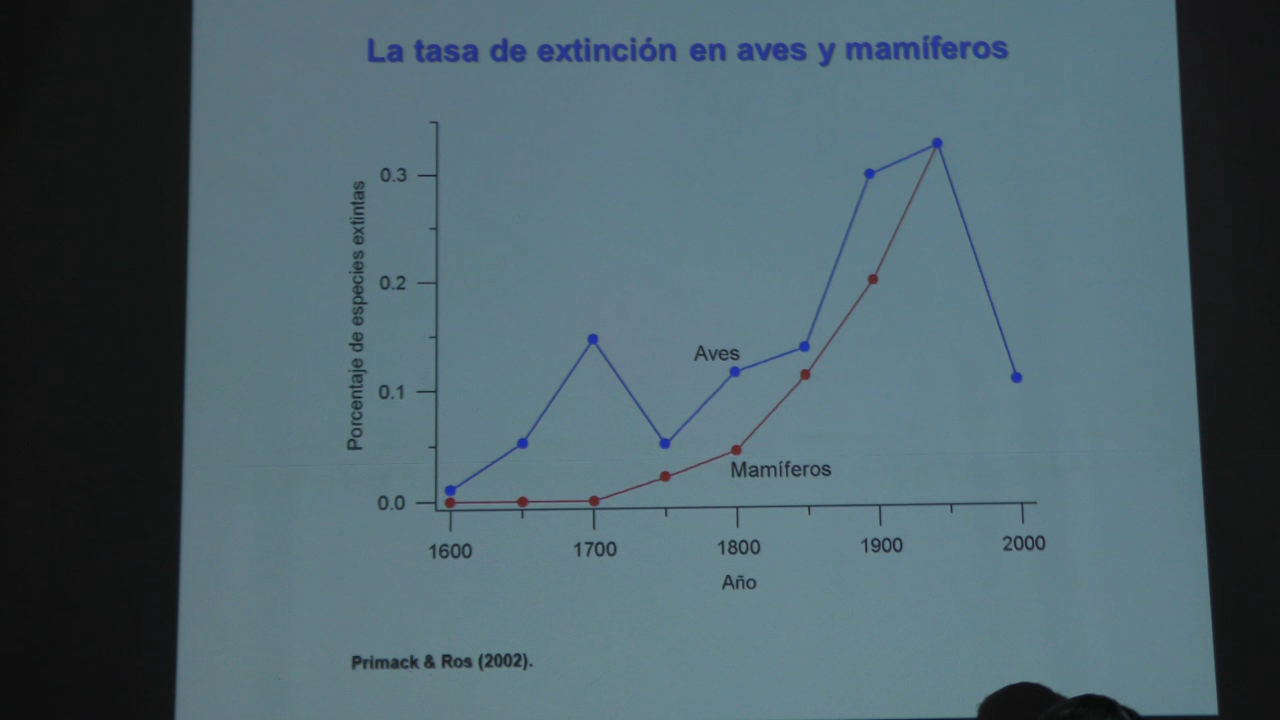 La tasa de extinción en aves y mamíferos
Porcentaje de especies extintas
0.3
0.2
0.1
0.0
Aves
Mamíferos
1600 1700 1800 1900 2000
Año
Primack & Ros (2002).